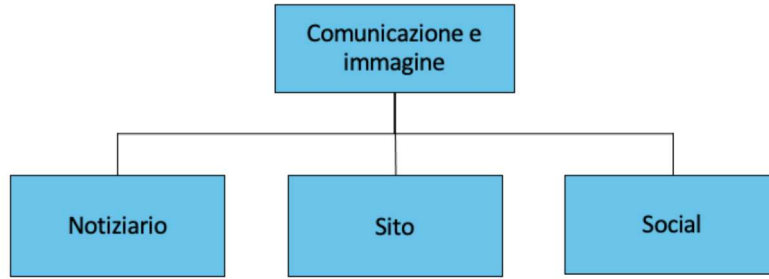 Comunicazione e
immagine
Notiziario
Sito
Social